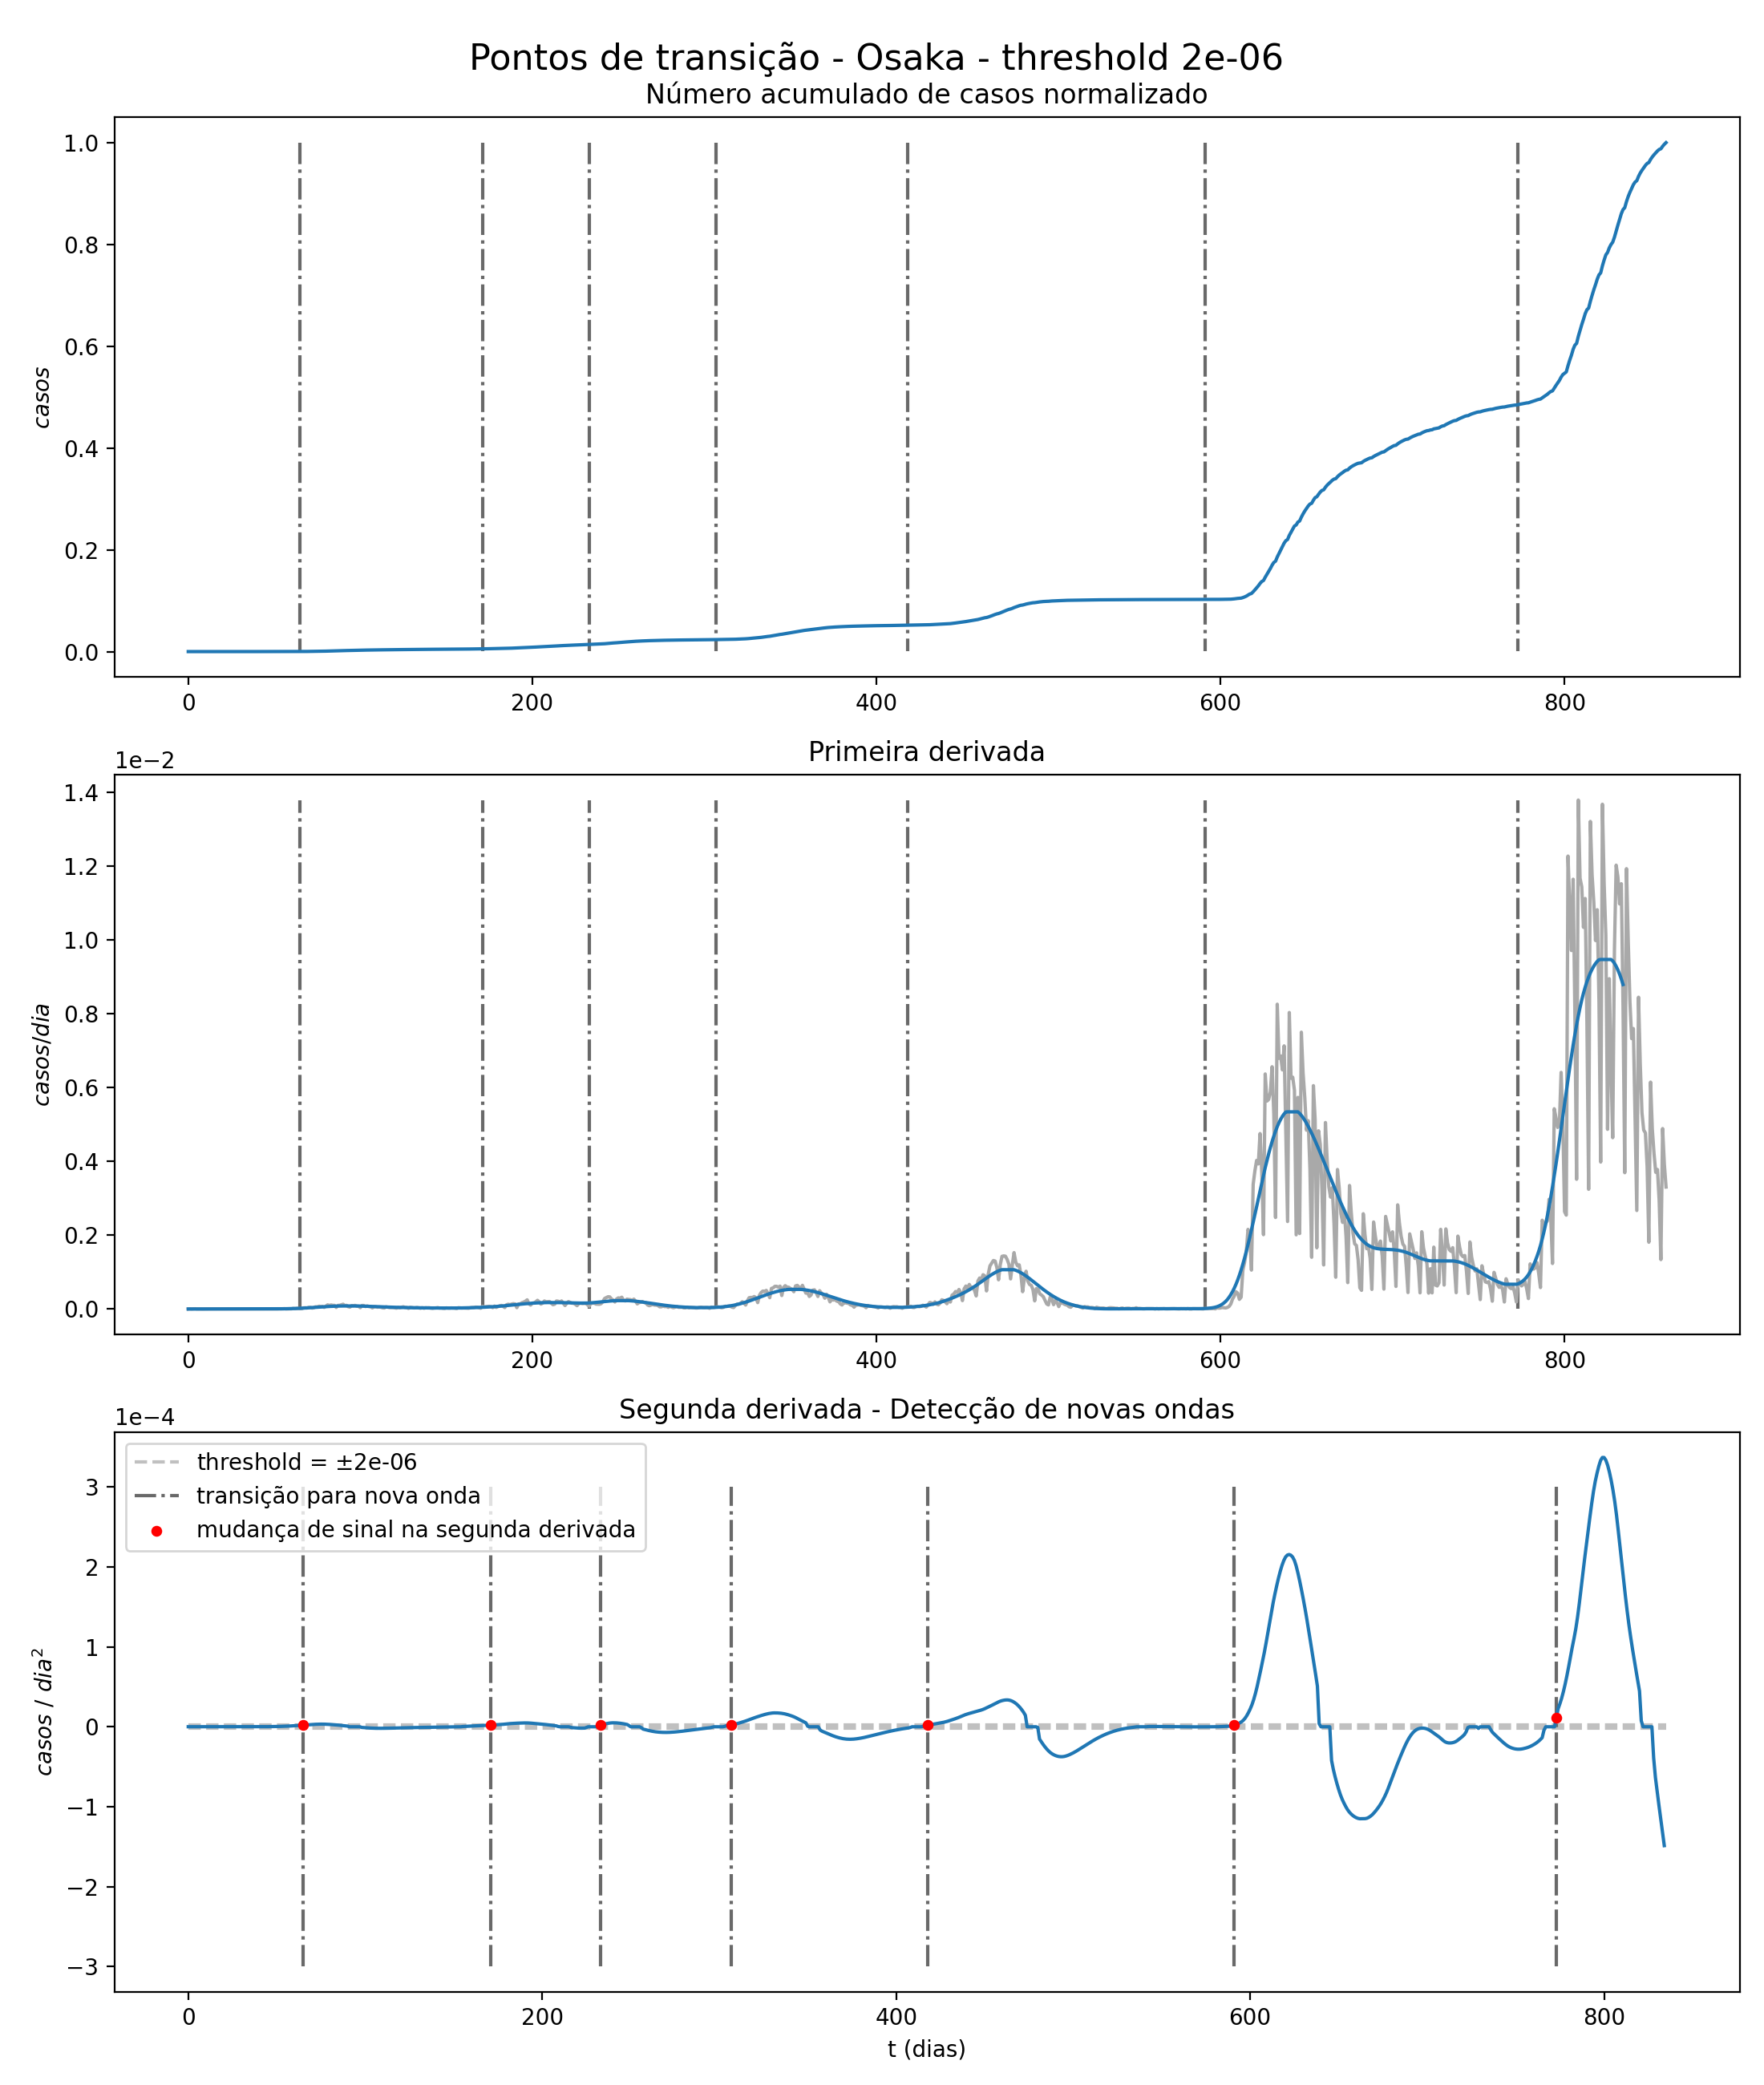 Pontos de transição - Osaka - threshold 2e-06
Número acumulado de casos normalizado
1.0
0.8
0.6
0.4
0.2
0.0
casos
0 200 400 600 800
Primeira derivada
1e−2
1.4
1.2
1.0
0.8
0.6
0.4
0.2
0.0
casos/dia
0 200 400 600 800
Segunda derivada - Detecção de novas ondas
1e−4
threshold = ±2e-06
transição para nova onda
mudança de sinal na segunda derivada
3
2
1
0
−1
−2
−3
casos / dia²
0 200 400 600 800
t (dias)